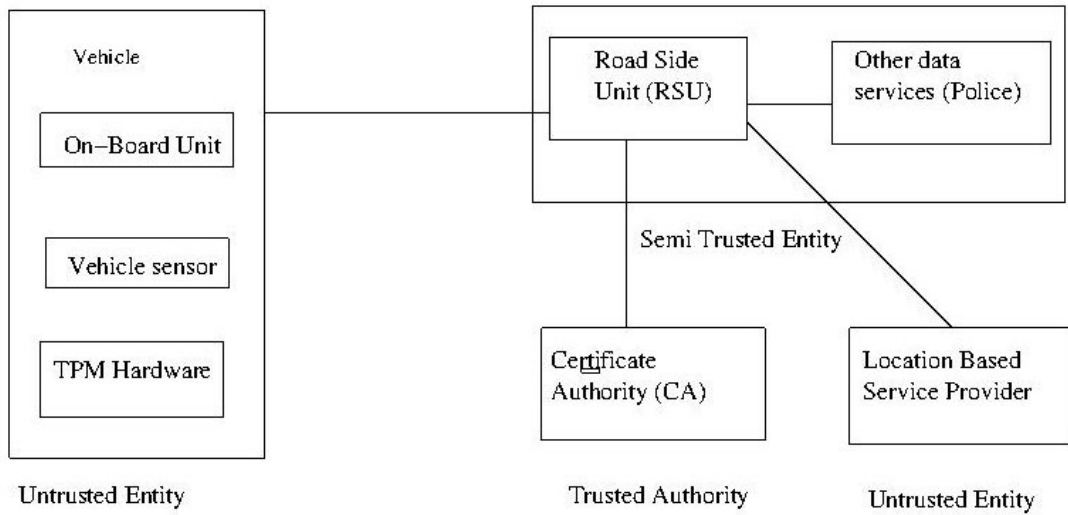 Vehicle
On-Board Unit
Vehicle sensor
TPM Hardware
Untrusted Entity
Road Side
Unit (RSU)
Other data
services (Police)
Semi Trusted Entity
Certificate
Authority (CA)
Trusted Authority
Location Based
Service Provider
Untrusted Entity